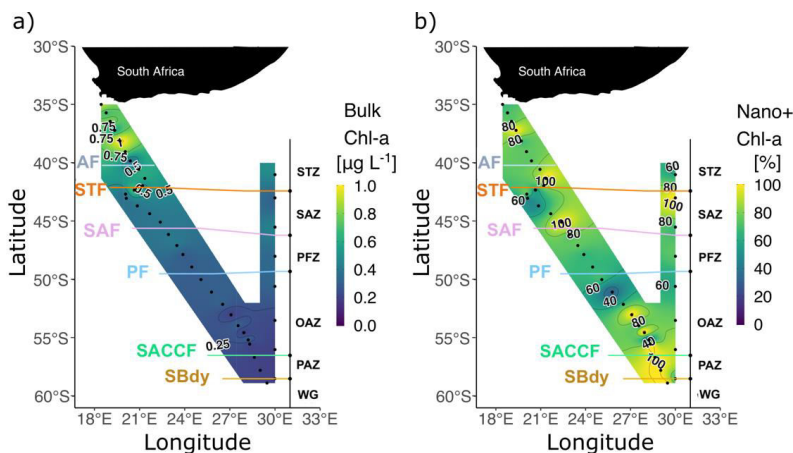 a)
30°S
35°S
40°S
45°S
50°S
55°S
60°S
Latitude
South Africa
0.75
0.75
0.75
0.5
0.5
0.5
0.25
AF
STF
SAF
PF
SACCF
SBdy
STZ
SAZ
PFZ
OAZ
PAZ
WG
18°E 21°E 24°E 27°E 30°E 33°E
Longitude
Bulk
Chl-a
[µg L⁻¹]
1.0
0.8
0.6
0.4
0.2
0.0
b)
30°S
35°S
40°S
45°S
50°S
55°S
60°S
Latitude
South Africa
80
80
100
60
100
80
60
40
80
40
100
60
80
100
80
60
AF
STF
SAF
PF
SACCF
SBdy
STZ
SAZ
PFZ
OAZ
PAZ
WG
18°E 21°E 24°E 27°E 30°E 33°E
Longitude
Nano+
Chl-a
[%]
100
80
60
40
20
0